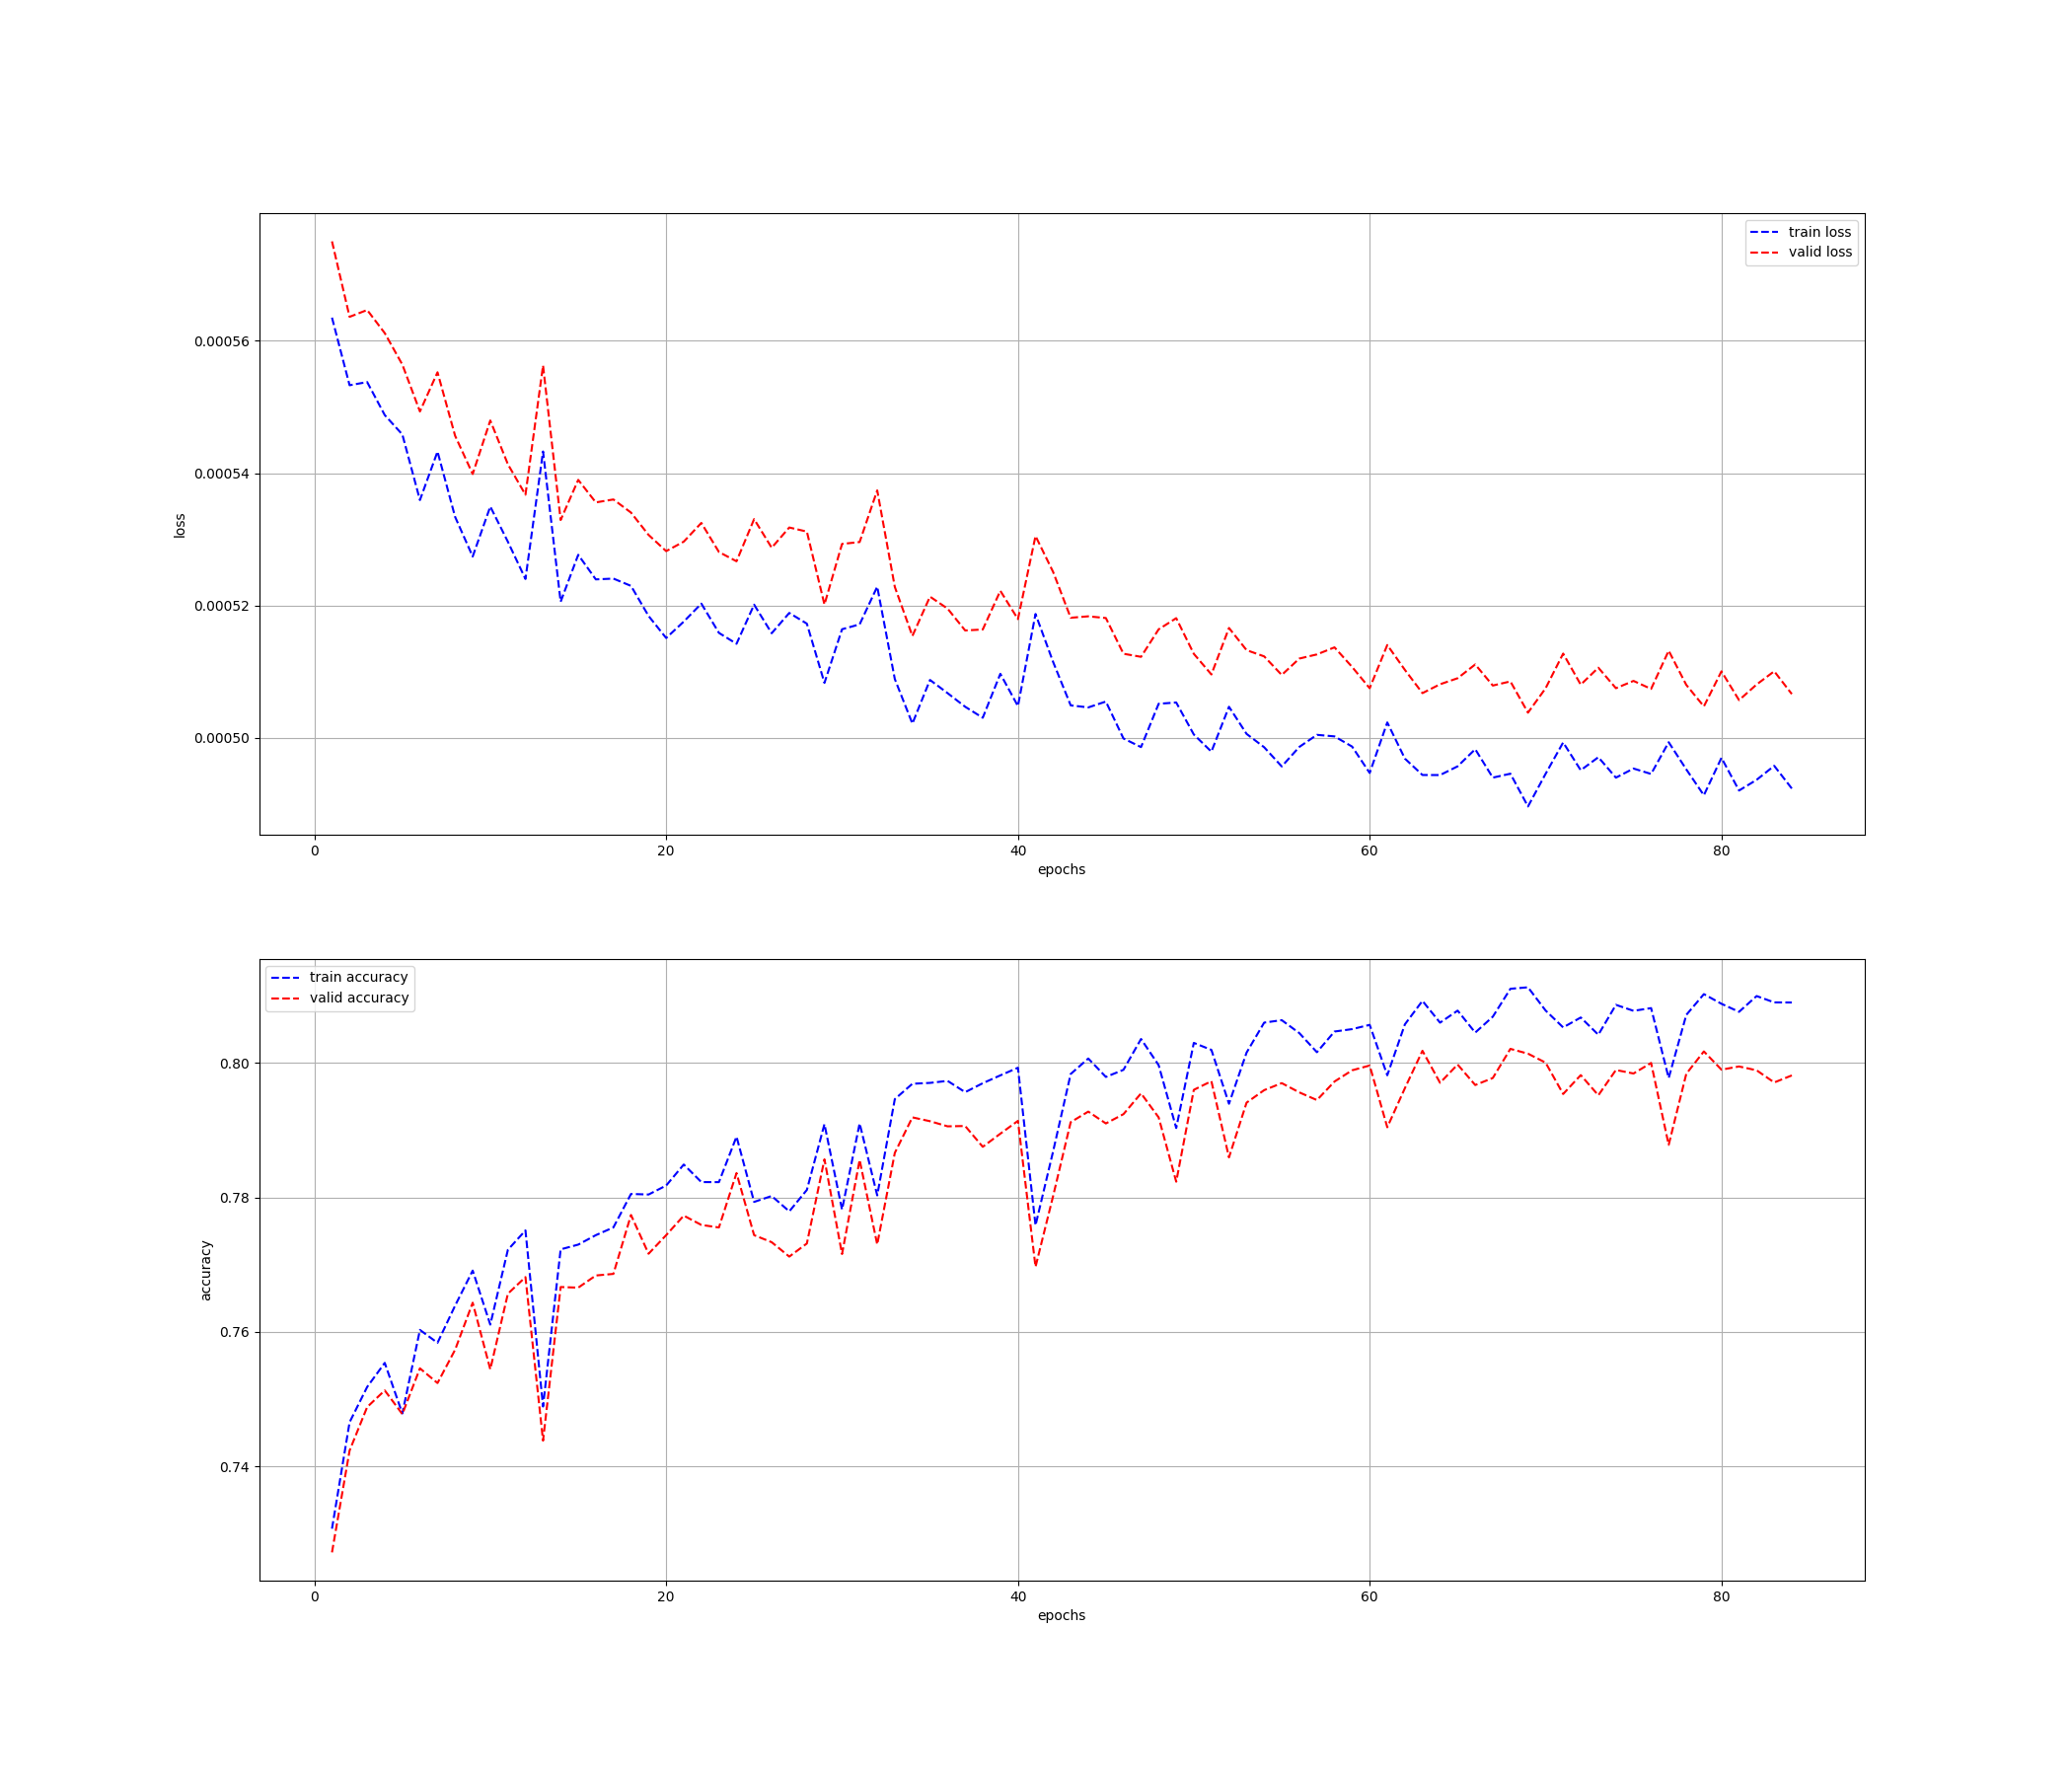 train loss
valid loss
0.00056
0.00054
0.00052
0.00050
loss
0 20 40 60 80
epochs
train accuracy
valid accuracy
0.80
0.78
0.76
0.74
accuracy
0 20 40 60 80
epochs